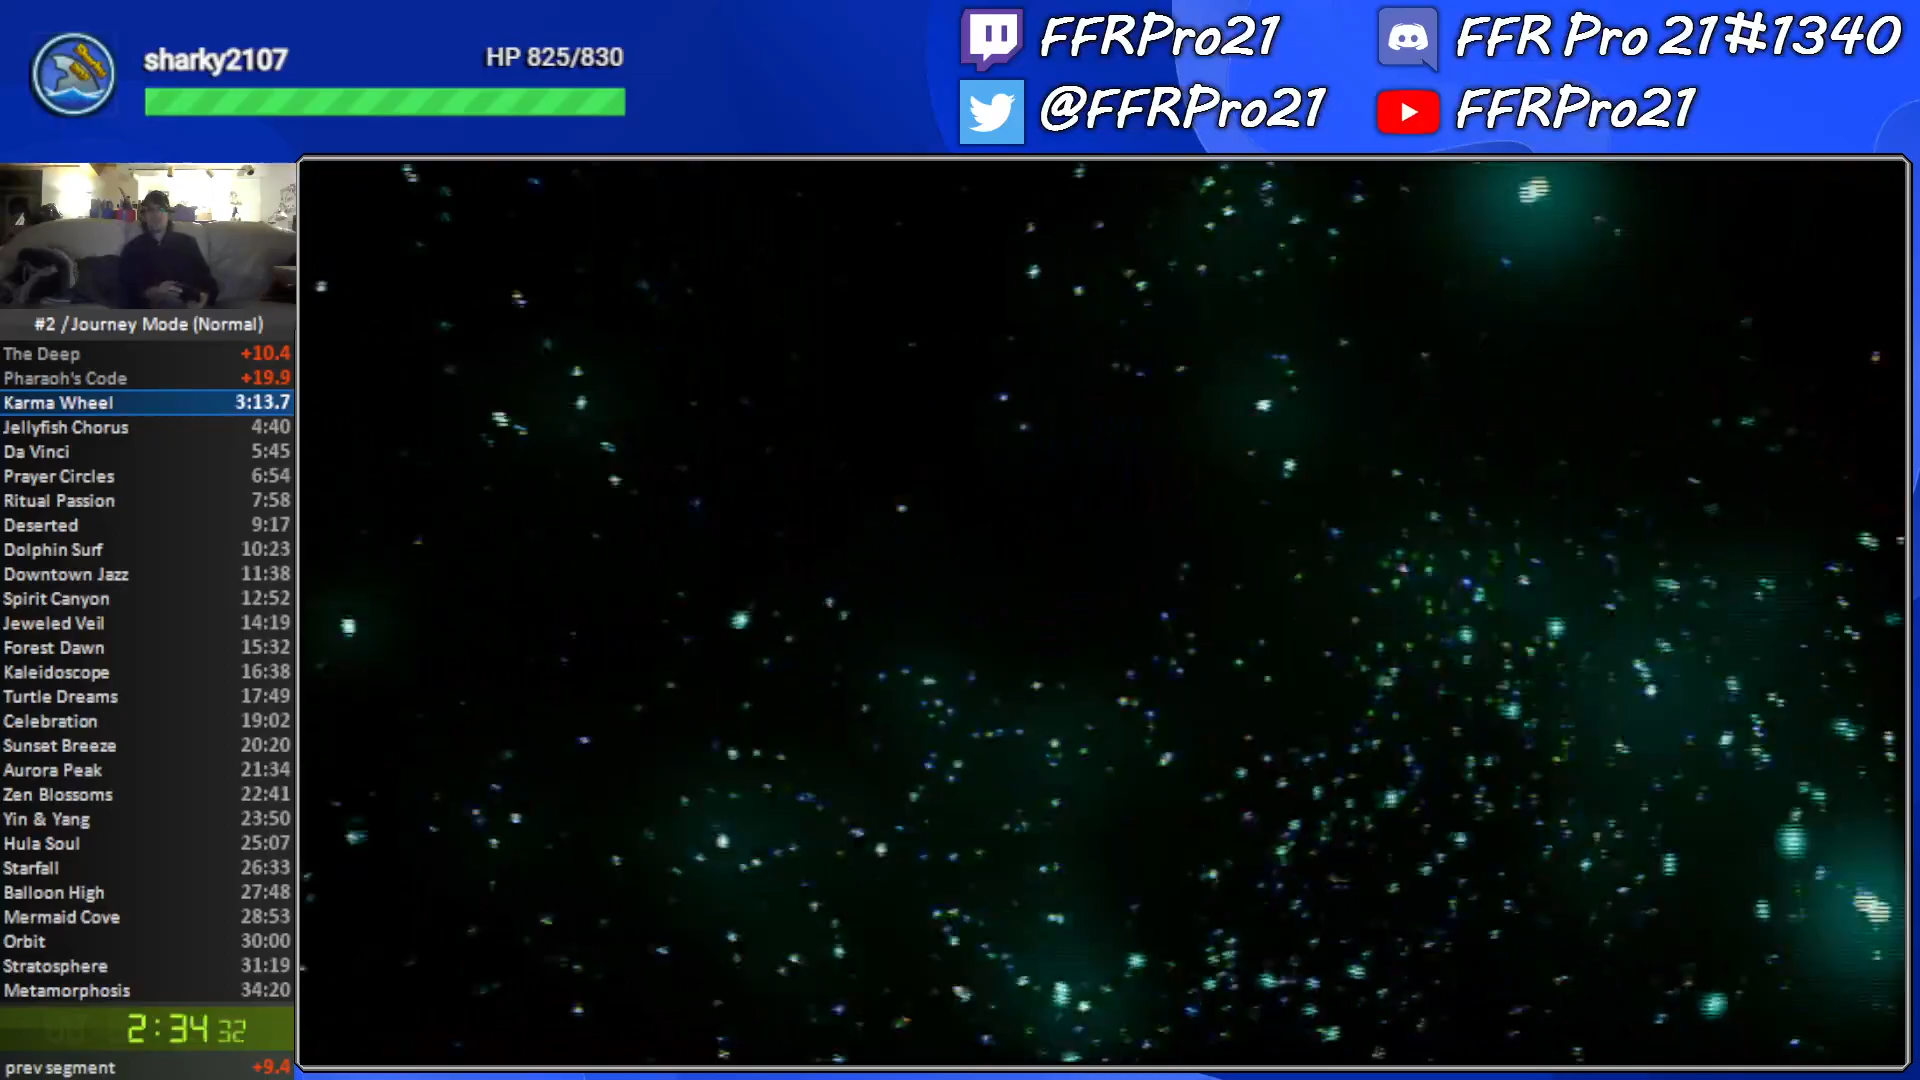 sharky2107 HP 825/830
FFRPro21 FFR Pro 21#1340
@FFRPro21 FFRPro21
#2 / Journey Mode (Normal)
The Deep +10.4
Pharaoh's Code +19.9
Karma Wheel 3:13.7
Jellyfish Chorus 4:40
Da Vinci 5:45
Prayer Circles 6:54
Ritual Passion 7:58
Deserted 9:17
Dolphin Surf 10:23
Downtown Jazz 11:38
Spirit Canyon 12:52
Jeweled Veil 14:19
Forest Dawn 15:32
Kaleidoscope 16:38
Turtle Dreams 17:49
Celebration 19:02
Sunset Breeze 20:20
Aurora Peak 21:34
Zen Blossoms 22:41
Yin & Yang 23:50
Hula Soul 25:07
Starfall 26:33
Balloon High 27:48
Mermaid Cove 28:53
Orbit 30:00
Stratosphere 31:19
Metamorphosis 34:20
2:34 32
prev segment +9.4